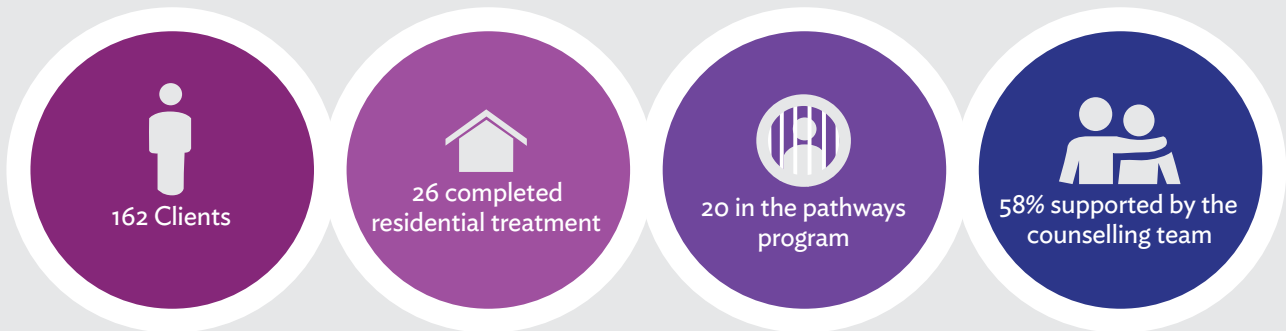 162 Clients
26 completed
residential treatment
20 in the pathways
program
58% supported by the
counselling team